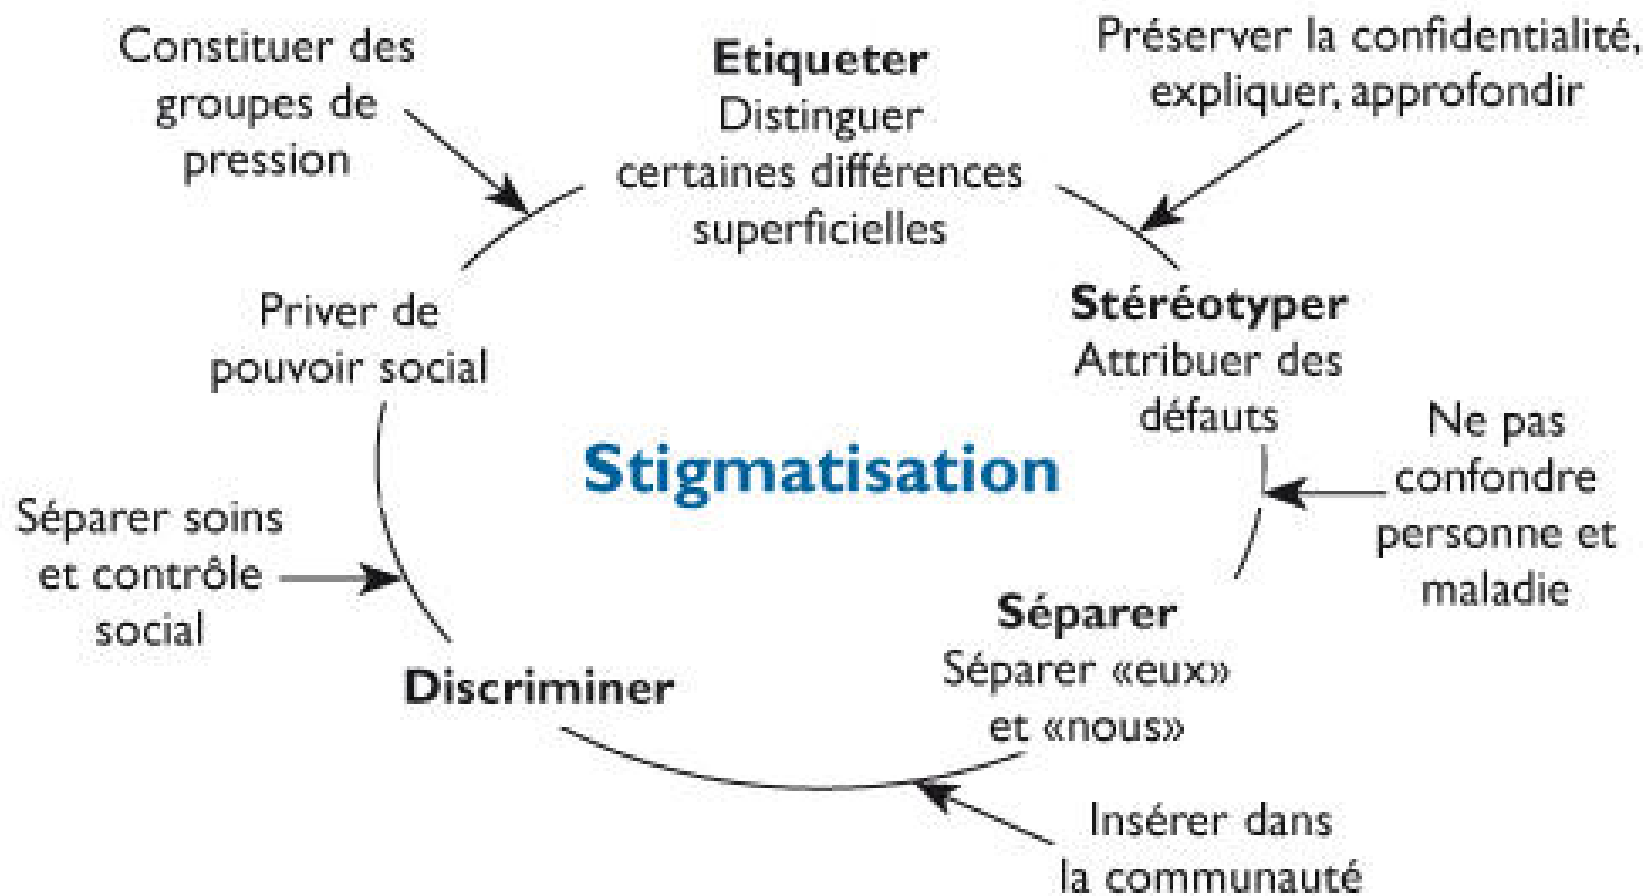 Constituer des
groupes de
pression
Etiqueter
Distinguer
certaines différences
superficielles
Préserver la confidentialité,
expliquer, approfondir
Priver de
pouvoir social
Stéréotyper
Attribuer des
défauts
Stigmatisation
Ne pas
confondre
personne et
maladie
Séparer soins
et contrôle
social
Séparer
Séparer «eux»
et «nous»
Discriminer
Insérer dans
la communauté